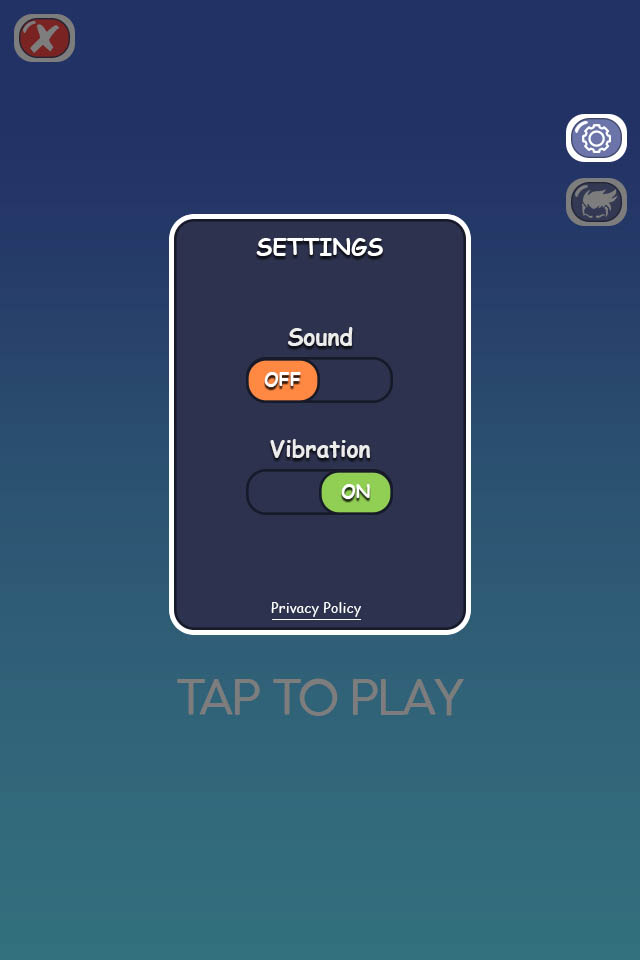 SETTINGS
Sound
OFF
Vibration
ON
Privacy Policy
TAP TO PLAY